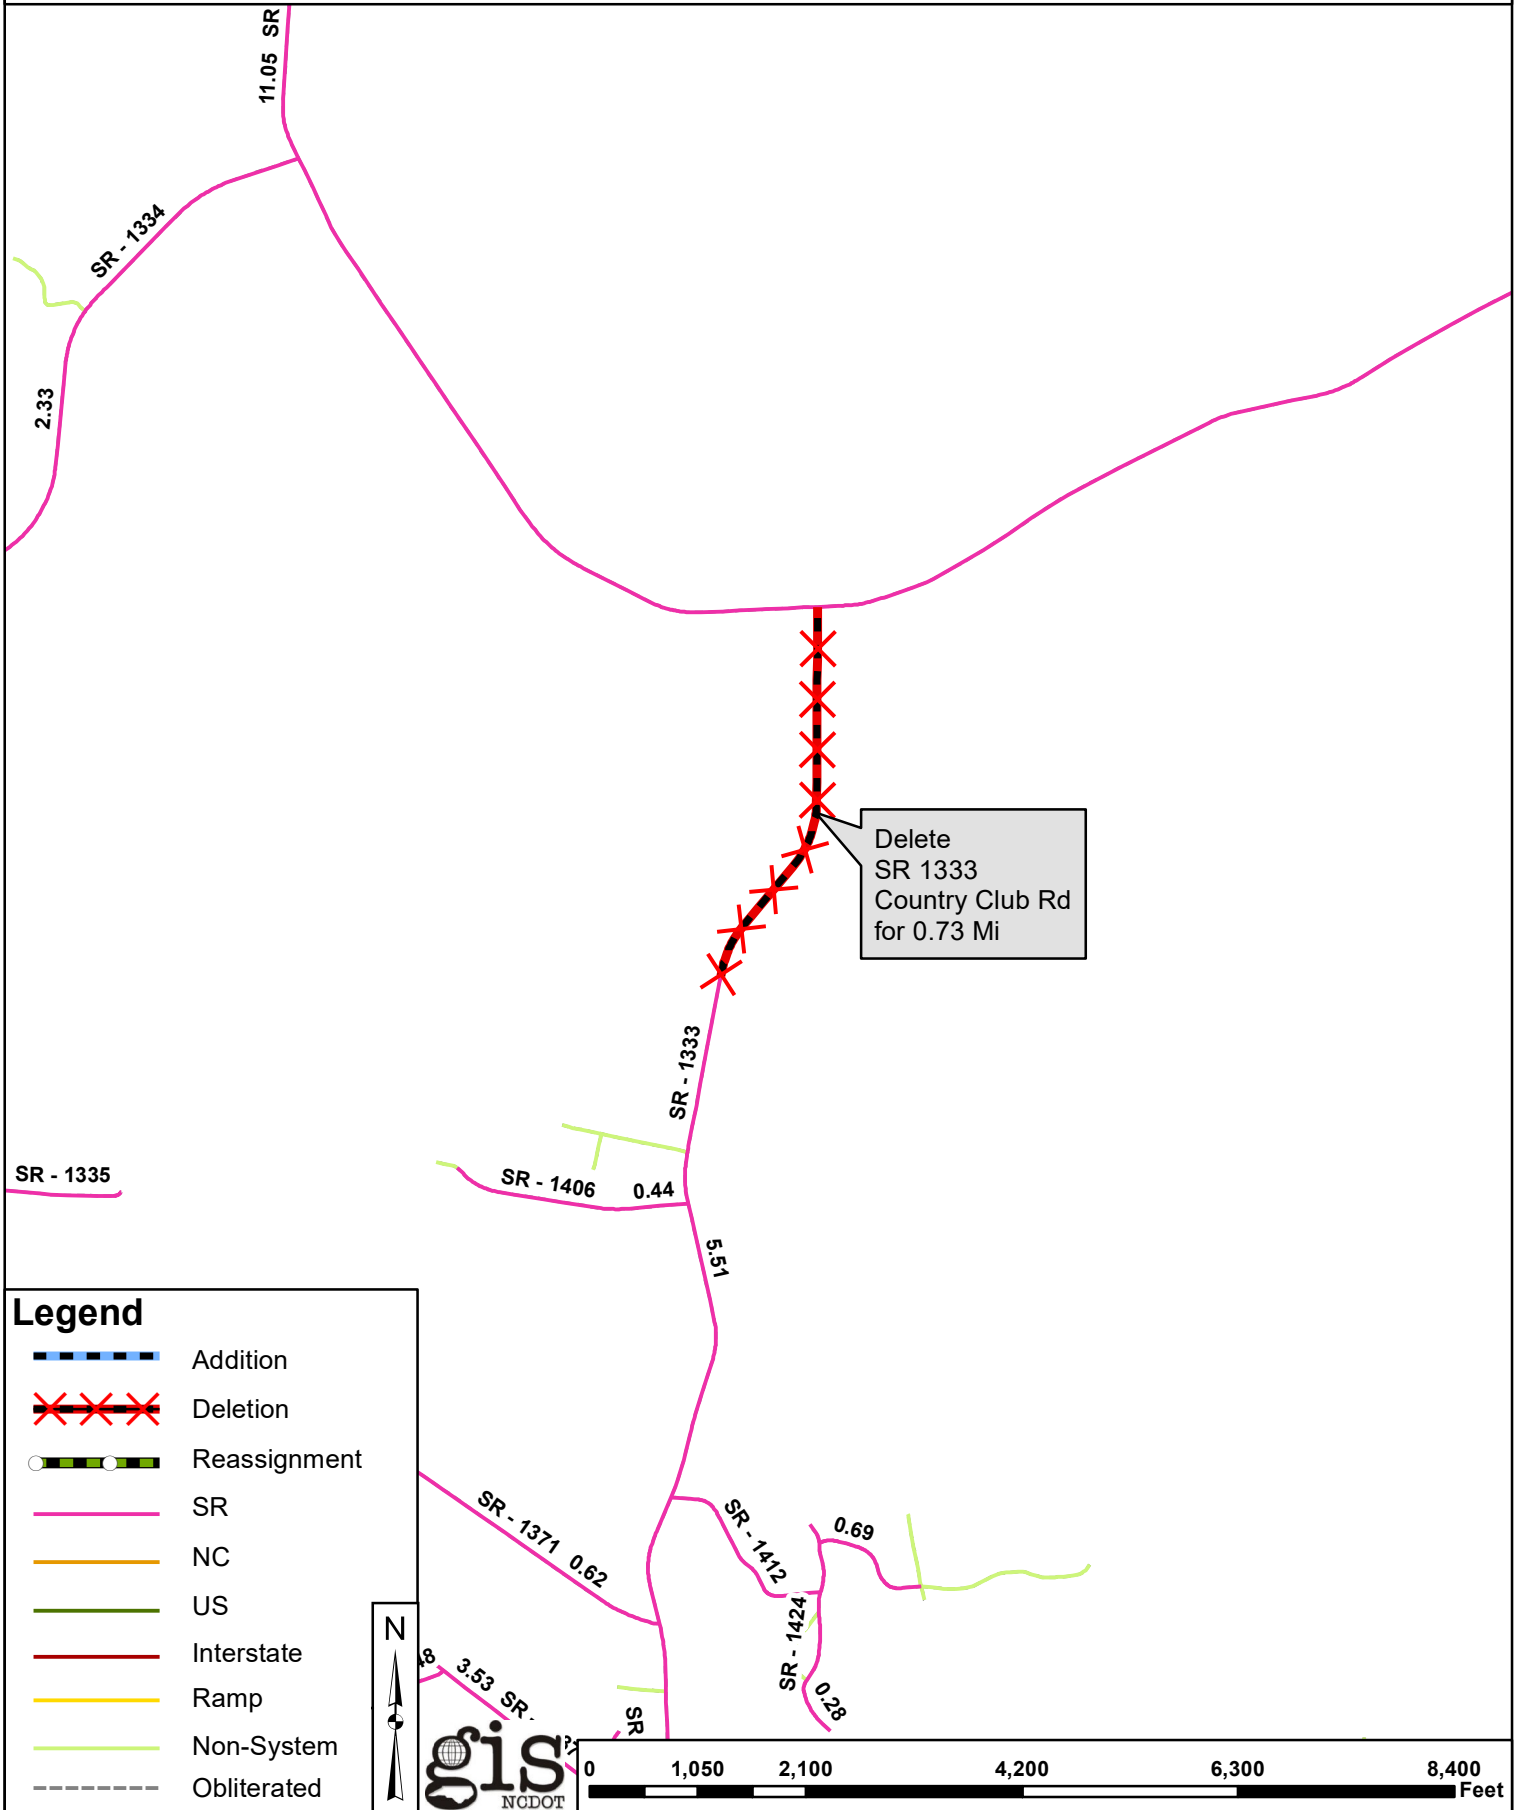 11.05 SR
SR - 1334
2.33
Delete
SR 1333
Country Club Rd
for 0.73 Mi
SR - 1333
SR - 1335
SR - 1406 0.44
5.51
Legend
Addition
Deletion
Reassignment
SR
NC
US
Interstate
Ramp
Non-System
Obliterated
SR - 1371 0.62
SR - 1412
0.69
SR - 1424
0.28
3.53 SR -
SR
N
gis
NCDOT
0 1,050 2,100 4,200 6,300 8,400
Feet